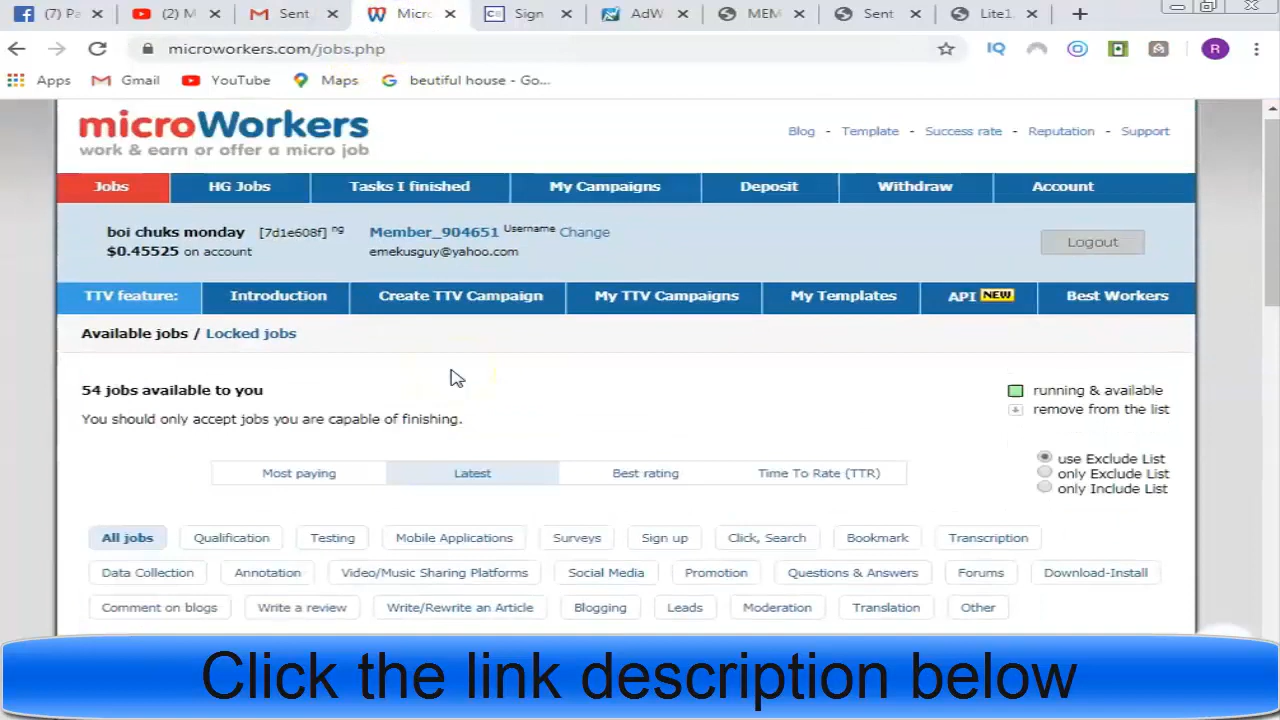 (7) Pa
(2) M
Sent
Micro
Sign
AdW
MEM
Sent
Lite1
microworkers.com/jobs.php
IQ
R
Apps
Gmail
YouTube
Maps
beutiful house - Go...
microWorkers
work & earn or offer a micro job
Blog - Template - Success rate - Reputation - Support
Jobs
HG Jobs
Tasks I finished
My Campaigns
Deposit
Withdraw
Account
boi chuks monday [7d1e608f] ng
Member_904651 Username Change
$0.45525 on account
emekusguy@yahoo.com
Logout
TTV feature:
Introduction
Create TTV Campaign
My TTV Campaigns
My Templates
API NEW
Best Workers
Available jobs / Locked jobs
54 jobs available to you
You should only accept jobs you are capable of finishing.
running & available
remove from the list
use Exclude List
only Exclude List
only Include List
Most paying
Latest
Best rating
Time To Rate (TTR)
All jobs
Qualification
Testing
Mobile Applications
Surveys
Sign up
Click, Search
Bookmark
Transcription
Data Collection
Annotation
Video/Music Sharing Platforms
Social Media
Promotion
Questions & Answers
Forums
Download-Install
Comment on blogs
Write a review
Write/Rewrite an Article
Blogging
Leads
Moderation
Translation
Other
Click the link description below